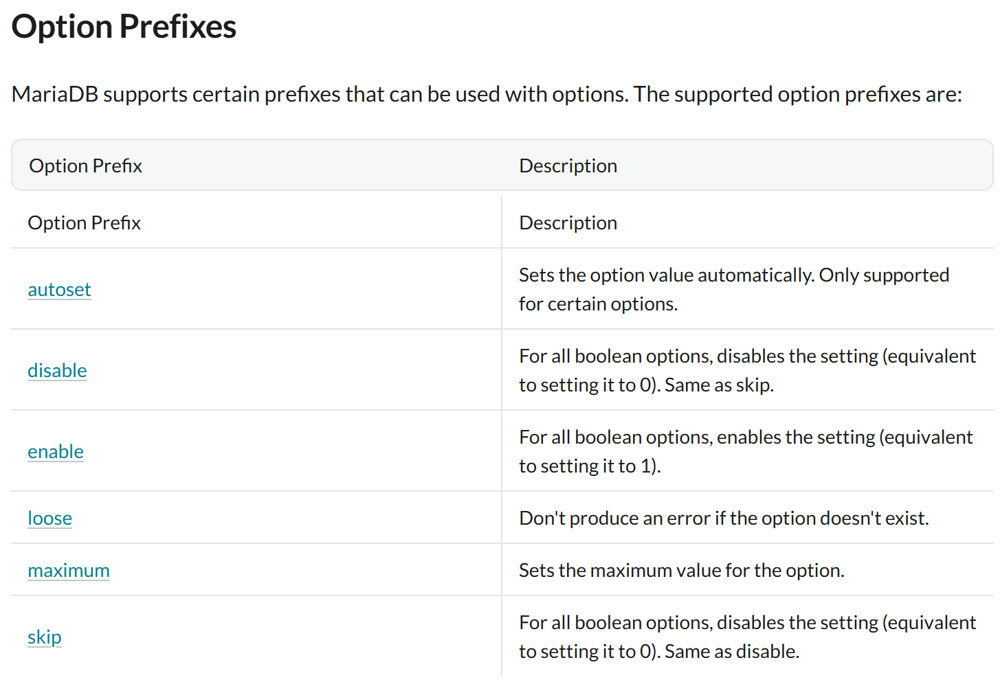 Option Prefixes
MariaDB supports certain prefixes that can be used with options. The supported option prefixes are:
Option Prefix Description
Option Prefix Description
autoset Sets the option value automatically. Only supported
for certain options.
disable For all boolean options, disables the setting (equivalent
to setting it to 0). Same as skip.
enable For all boolean options, enables the setting (equivalent
to setting it to 1).
loose Don't produce an error if the option doesn't exist.
maximum Sets the maximum value for the option.
skip For all boolean options, disables the setting (equivalent
to setting it to 0). Same as disable.